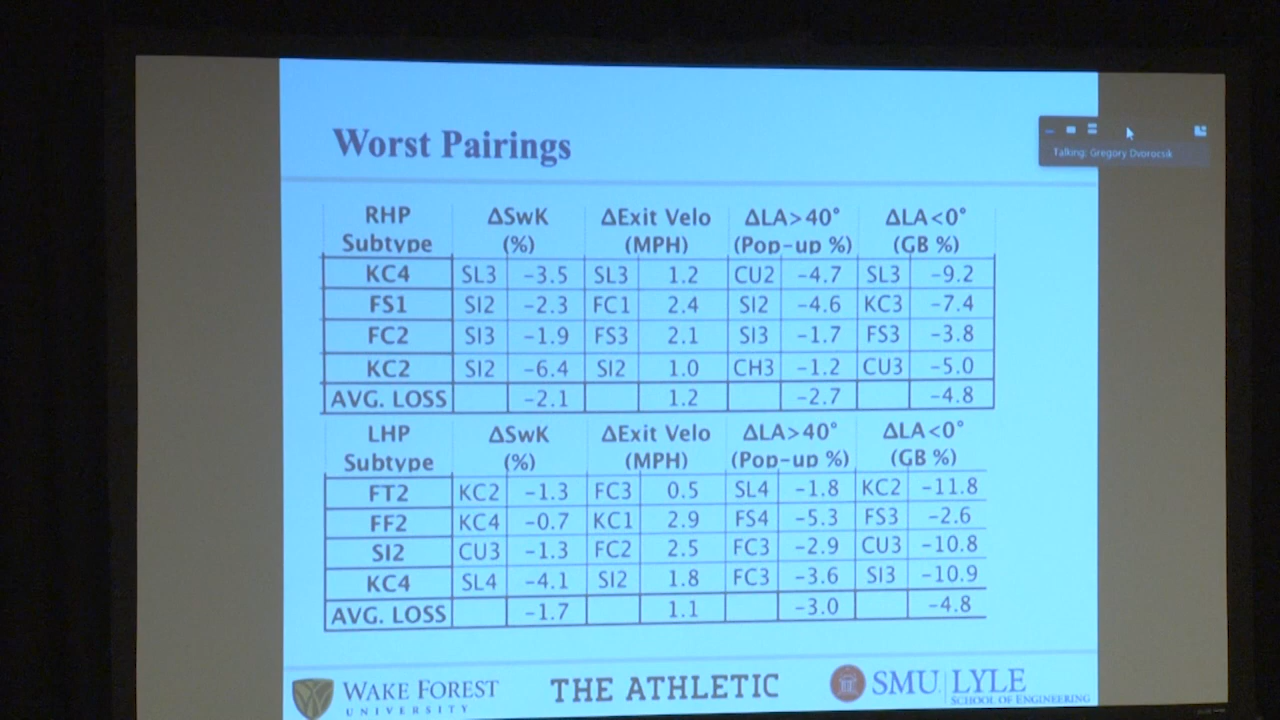 Worst Pairings
Talking: Gregory Dvorocsik
RHP ΔSwK ΔExit Velo ΔLA>40° ΔLA<0°
Subtype (%) (MPH) (Pop-up %) (GB %)
KC4 SL3 -3.5 SL3 1.2 CU2 -4.7 SL3 -9.2
FS1 SI2 -2.3 FC1 2.4 SI2 -4.6 KC3 -7.4
FC2 SI3 -1.9 FS3 2.1 SI3 -1.7 FS3 -3.8
KC2 SI2 -6.4 SI2 1.0 CH3 -1.2 CU3 -5.0
AVG. LOSS -2.1 1.2 -2.7 -4.8
LHP ΔSwK ΔExit Velo ΔLA>40° ΔLA<0°
Subtype (%) (MPH) (Pop-up %) (GB %)
FT2 KC2 -1.3 FC3 0.5 SL4 -1.8 KC2 -11.8
FF2 KC4 -0.7 KC1 2.9 FS4 -5.3 FS3 -2.6
SI2 CU3 -1.3 FC2 2.5 FC3 -2.9 CU3 -10.8
KC4 SL4 -4.1 SI2 1.8 FC3 -3.6 SI3 -10.9
AVG. LOSS -1.7 1.1 -3.0 -4.8
WAKE FOREST
UNIVERSITY
THE ATHLETIC
SMU LYLE
SCHOOL OF ENGINEERING